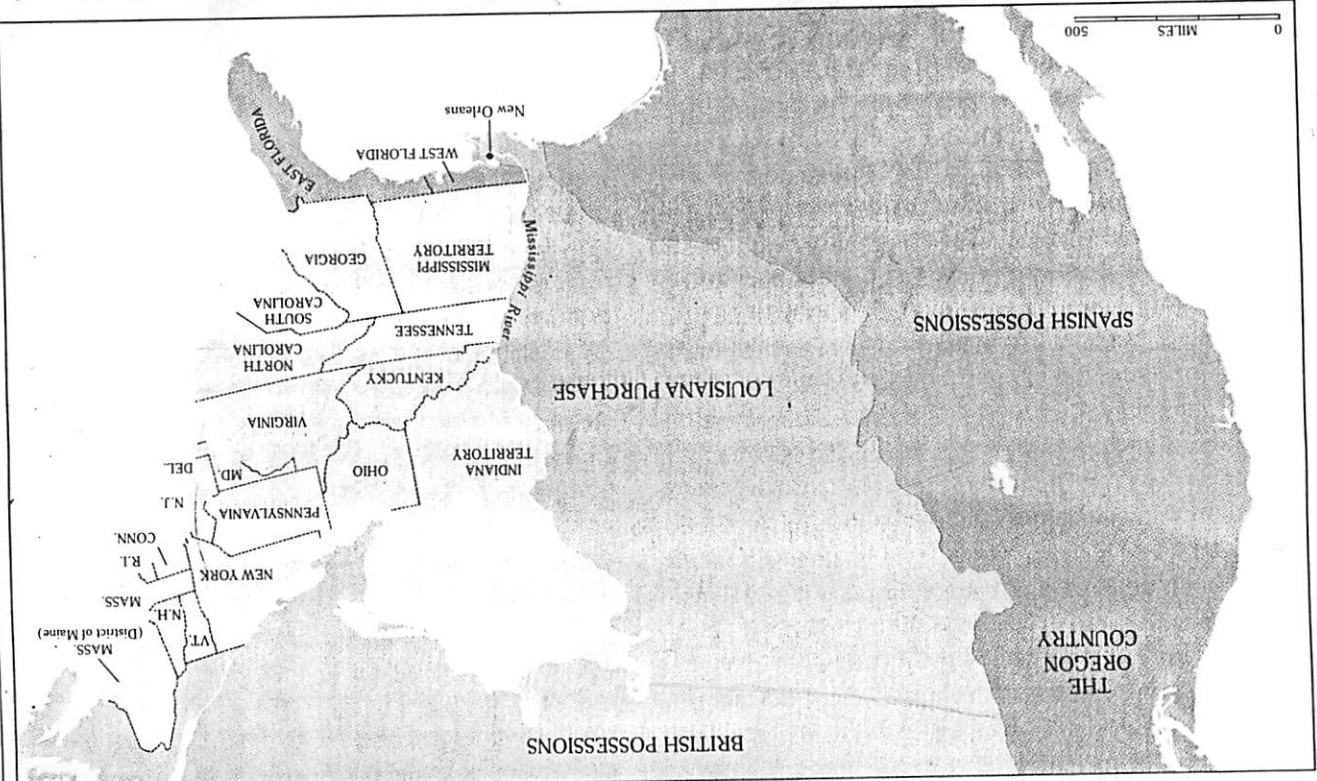 BRITISH POSSESSIONS
THE
OREGON
COUNTRY
MASS.
(District of Maine)
VT.
N.H.
MASS.
NEW YORK
R.I.
CONN.
PENNSYLVANIA
N.J.
MD.
DEL.
OHIO
INDIANA
TERRITORY
VIRGINIA
LOUISIANA PURCHASE
KENTUCKY
NORTH
CAROLINA
SPANISH POSSESSIONS
TENNESSEE
SOUTH
CAROLINA
Mississippi River
MISSISSIPPI
TERRITORY
GEORGIA
WEST FLORIDA
EAST FLORIDA
New Orleans
0 MILES 500